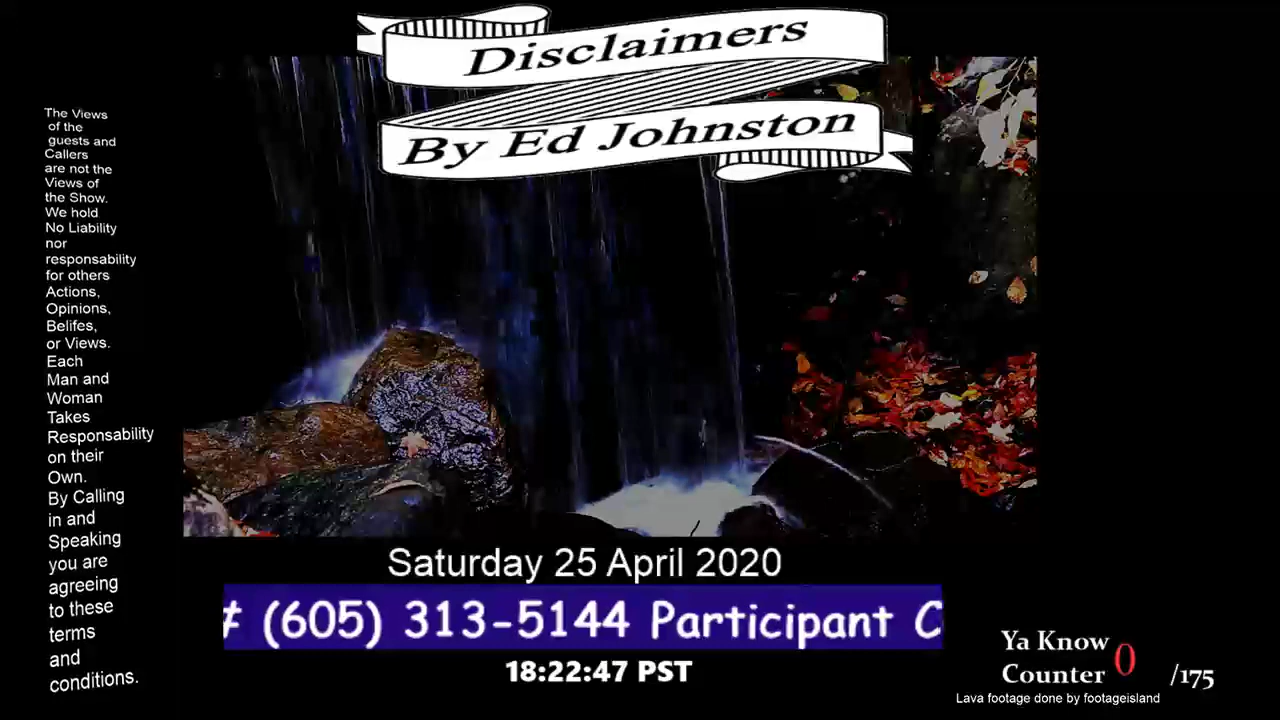 Disclaimers
By Ed Johnston
The Views
of the
guests and
Callers
are not the
Views of
the Show.
We hold
No Liability
nor
responsability
for others
Actions,
Opinions,
Belifes,
or Views.
Each
Man and
Woman
Takes
Responsability
on their
Own.
By Calling
in and
Speaking
you are
agreeing
to these
terms
and
conditions.
Saturday 25 April 2020
# (605) 313-5144 Participant C
18:22:47 PST
Ya Know
Counter 0 /175
Lava footage done by footageisland